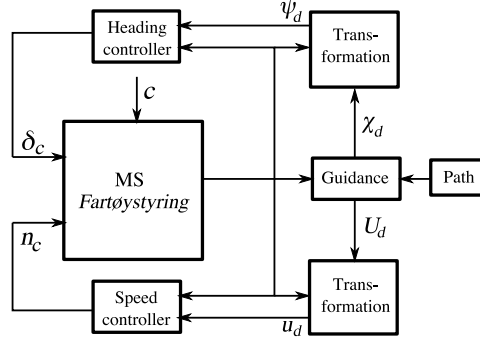 Heading
controller
ψ_d
Trans-
formation
c
χ_d
δ_c
MS
Fartøystyring
Guidance
Path
n_c
U_d
Speed
controller
u_d
Trans-
formation